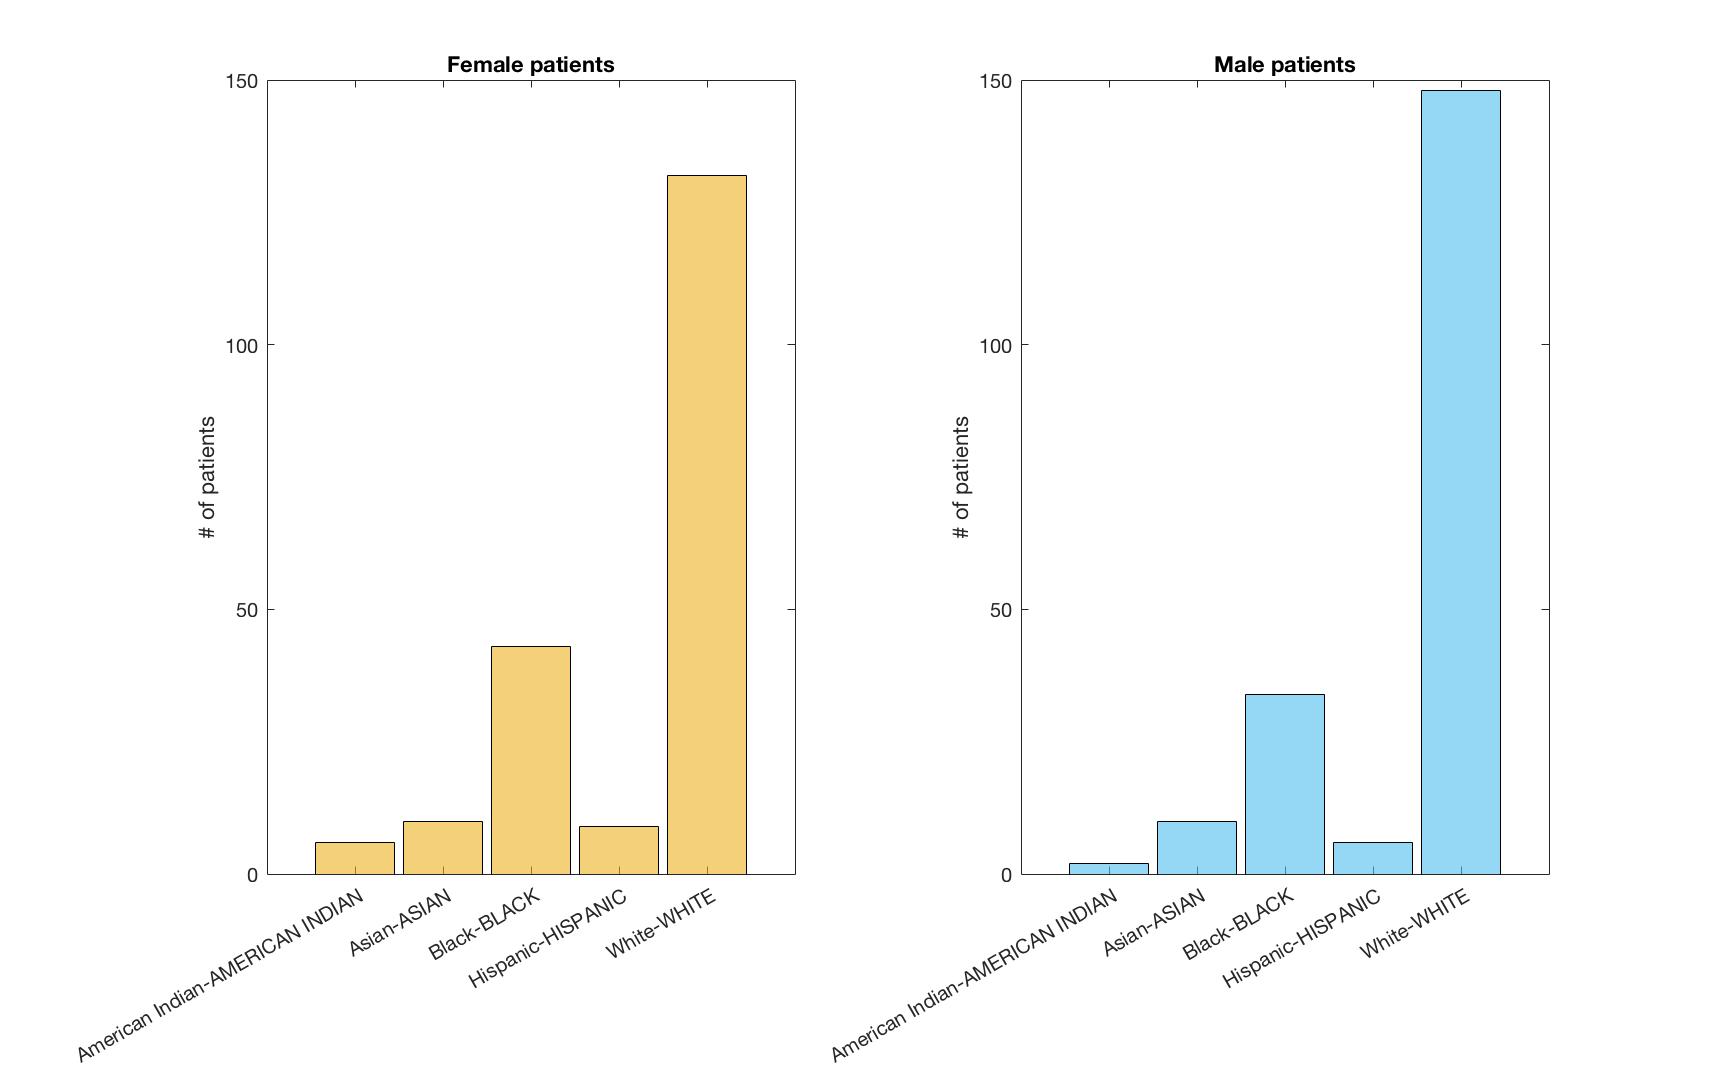 Female patients
150
100
50
0
# of patients
American Indian-AMERICAN INDIAN
Asian-ASIAN
Black-BLACK
Hispanic-HISPANIC
White-WHITE
Male patients
150
100
50
0
# of patients
American Indian-AMERICAN INDIAN
Asian-ASIAN
Black-BLACK
Hispanic-HISPANIC
White-WHITE